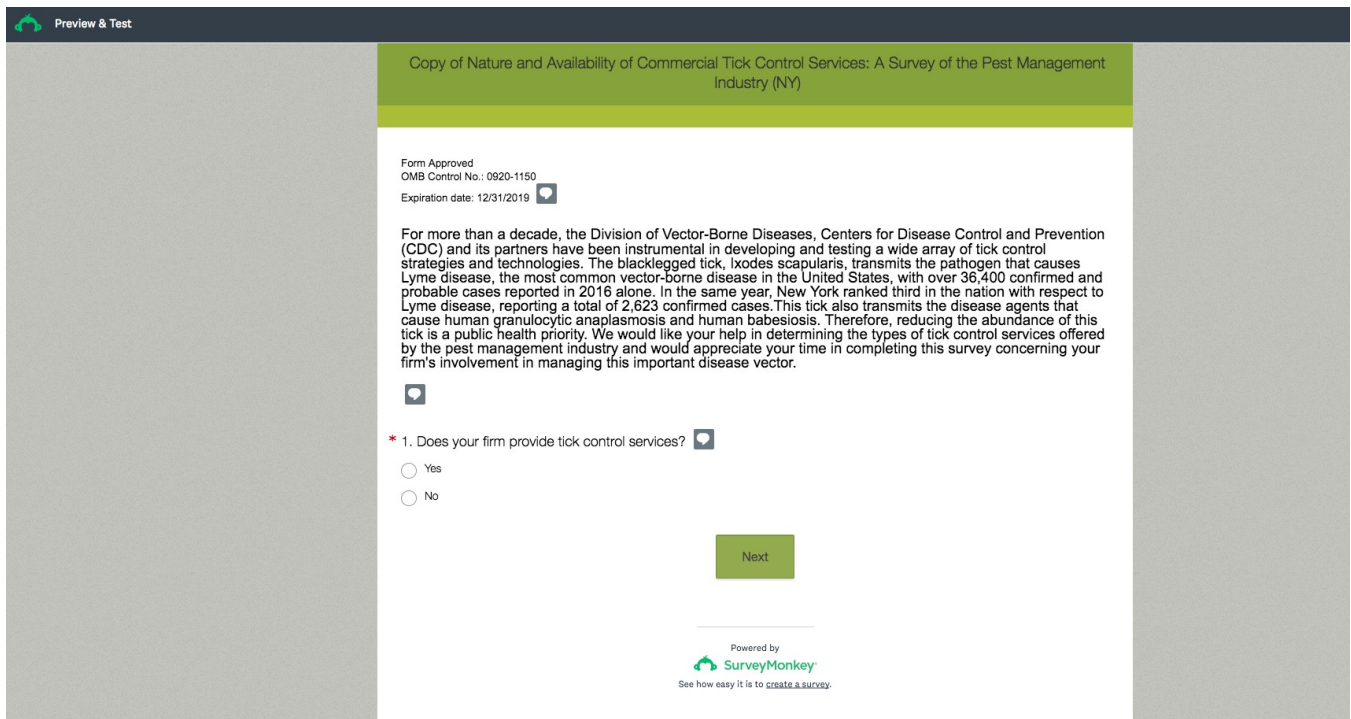 Preview & Test
Copy of Nature and Availability of Commercial Tick Control Services: A Survey of the Pest Management
Industry (NY)
Form Approved
OMB Control No.: 0920-1150
Expiration date: 12/31/2019
For more than a decade, the Division of Vector-Borne Diseases, Centers for Disease Control and Prevention
(CDC) and its partners have been instrumental in developing and testing a wide array of tick control
strategies and technologies. The blacklegged tick, Ixodes scapularis, transmits the pathogen that causes
Lyme disease, the most common vector-borne disease in the United States, with over 36,400 confirmed and
probable cases reported in 2016 alone. In the same year, New York ranked third in the nation with respect to
Lyme disease, reporting a total of 2,623 confirmed cases.This tick also transmits the disease agents that
cause human granulocytic anaplasmosis and human babesiosis. Therefore, reducing the abundance of this
tick is a public health priority. We would like your help in determining the types of tick control services offered
by the pest management industry and would appreciate your time in completing this survey concerning your
firm's involvement in managing this important disease vector.
* 1. Does your firm provide tick control services?
Yes
No
Next
Powered by
SurveyMonkey
See how easy it is to create a survey.